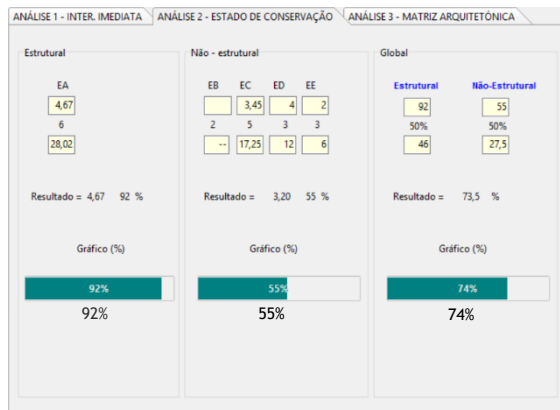 ANÁLISE 1 - INTER. IMEDIATA ANÁLISE 2 - ESTADO DE CONSERVAÇÃO ANÁLISE 3 - MATRIZ ARQUITETÓNICA
Estrutural
EA
4,67
6
28,02
Resultado = 4,67 92 %
Gráfico (%)
92%
92%
Não - estrutural
EB EC ED EE
3,45 4 2
2 5 3 3
-- 17,25 12 6
Resultado = 3,20 55 %
Gráfico (%)
55%
55%
Global
Estrutural Não-Estrutural
92 55
50% 50%
46 27,5
Resultado = 73,5 %
Gráfico (%)
74%
74%